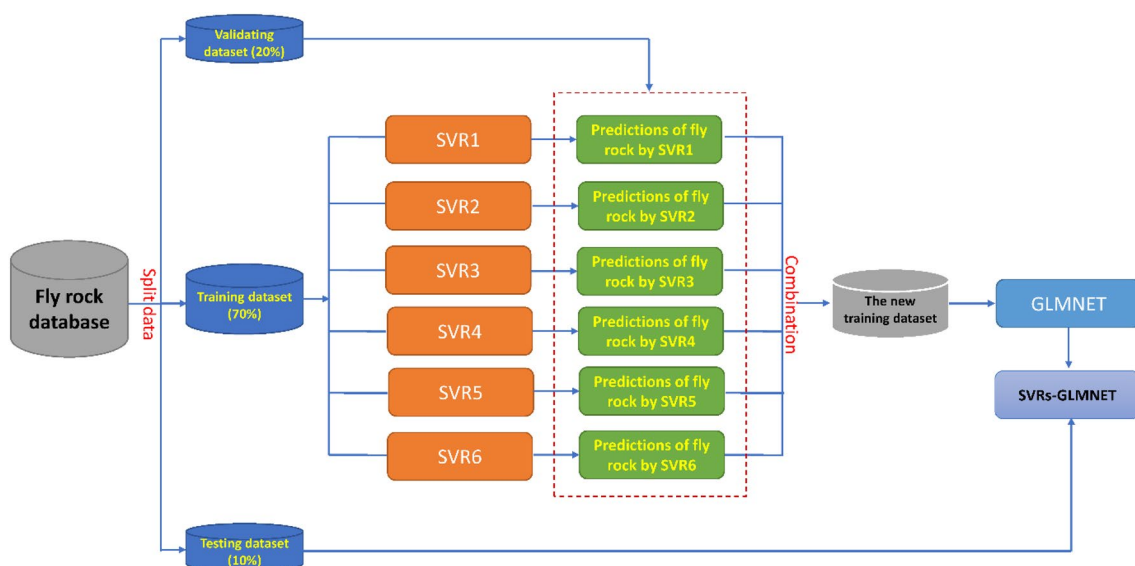 Validating
dataset (20%)
Fly rock
database
Split data
Training dataset
(70%)
Testing dataset
(10%)
SVR1
SVR2
SVR3
SVR4
SVR5
SVR6
Predictions of fly
rock by SVR1
Predictions of fly
rock by SVR2
Predictions of fly
rock by SVR3
Predictions of fly
rock by SVR4
Predictions of fly
rock by SVR5
Predictions of fly
rock by SVR6
Combination
The new
training dataset
GLMNET
SVRs-GLMNET